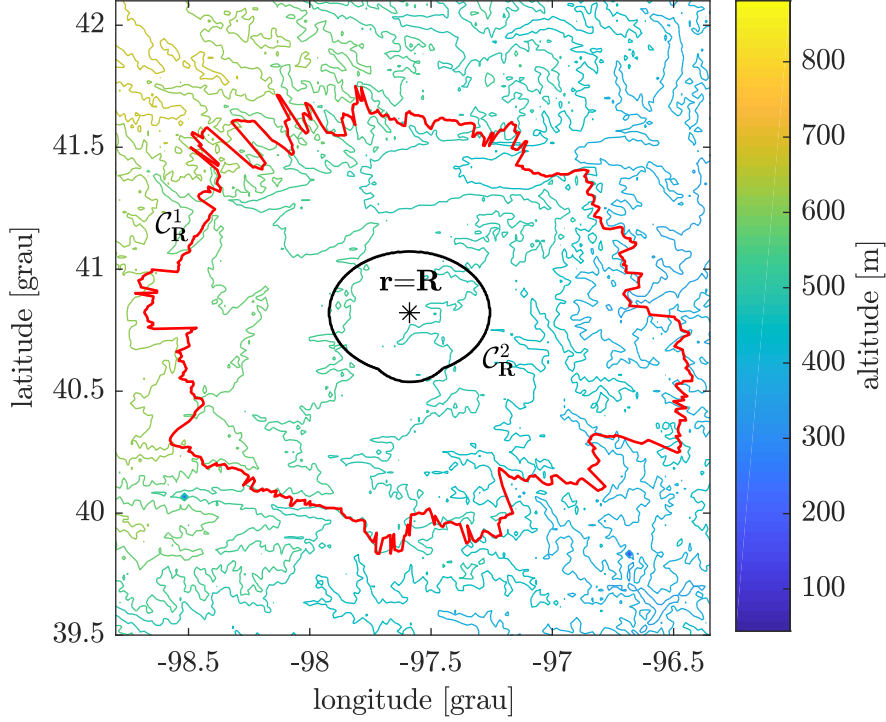 42
41.5
41
40.5
40
39.5
latitude [grau]
-98.5 -98 -97.5 -97 -96.5
longitude [grau]
𝒞¹_𝐑
𝐫=𝐑
𝒞²_𝐑
800
700
600
500
400
300
200
100
altitude [m]